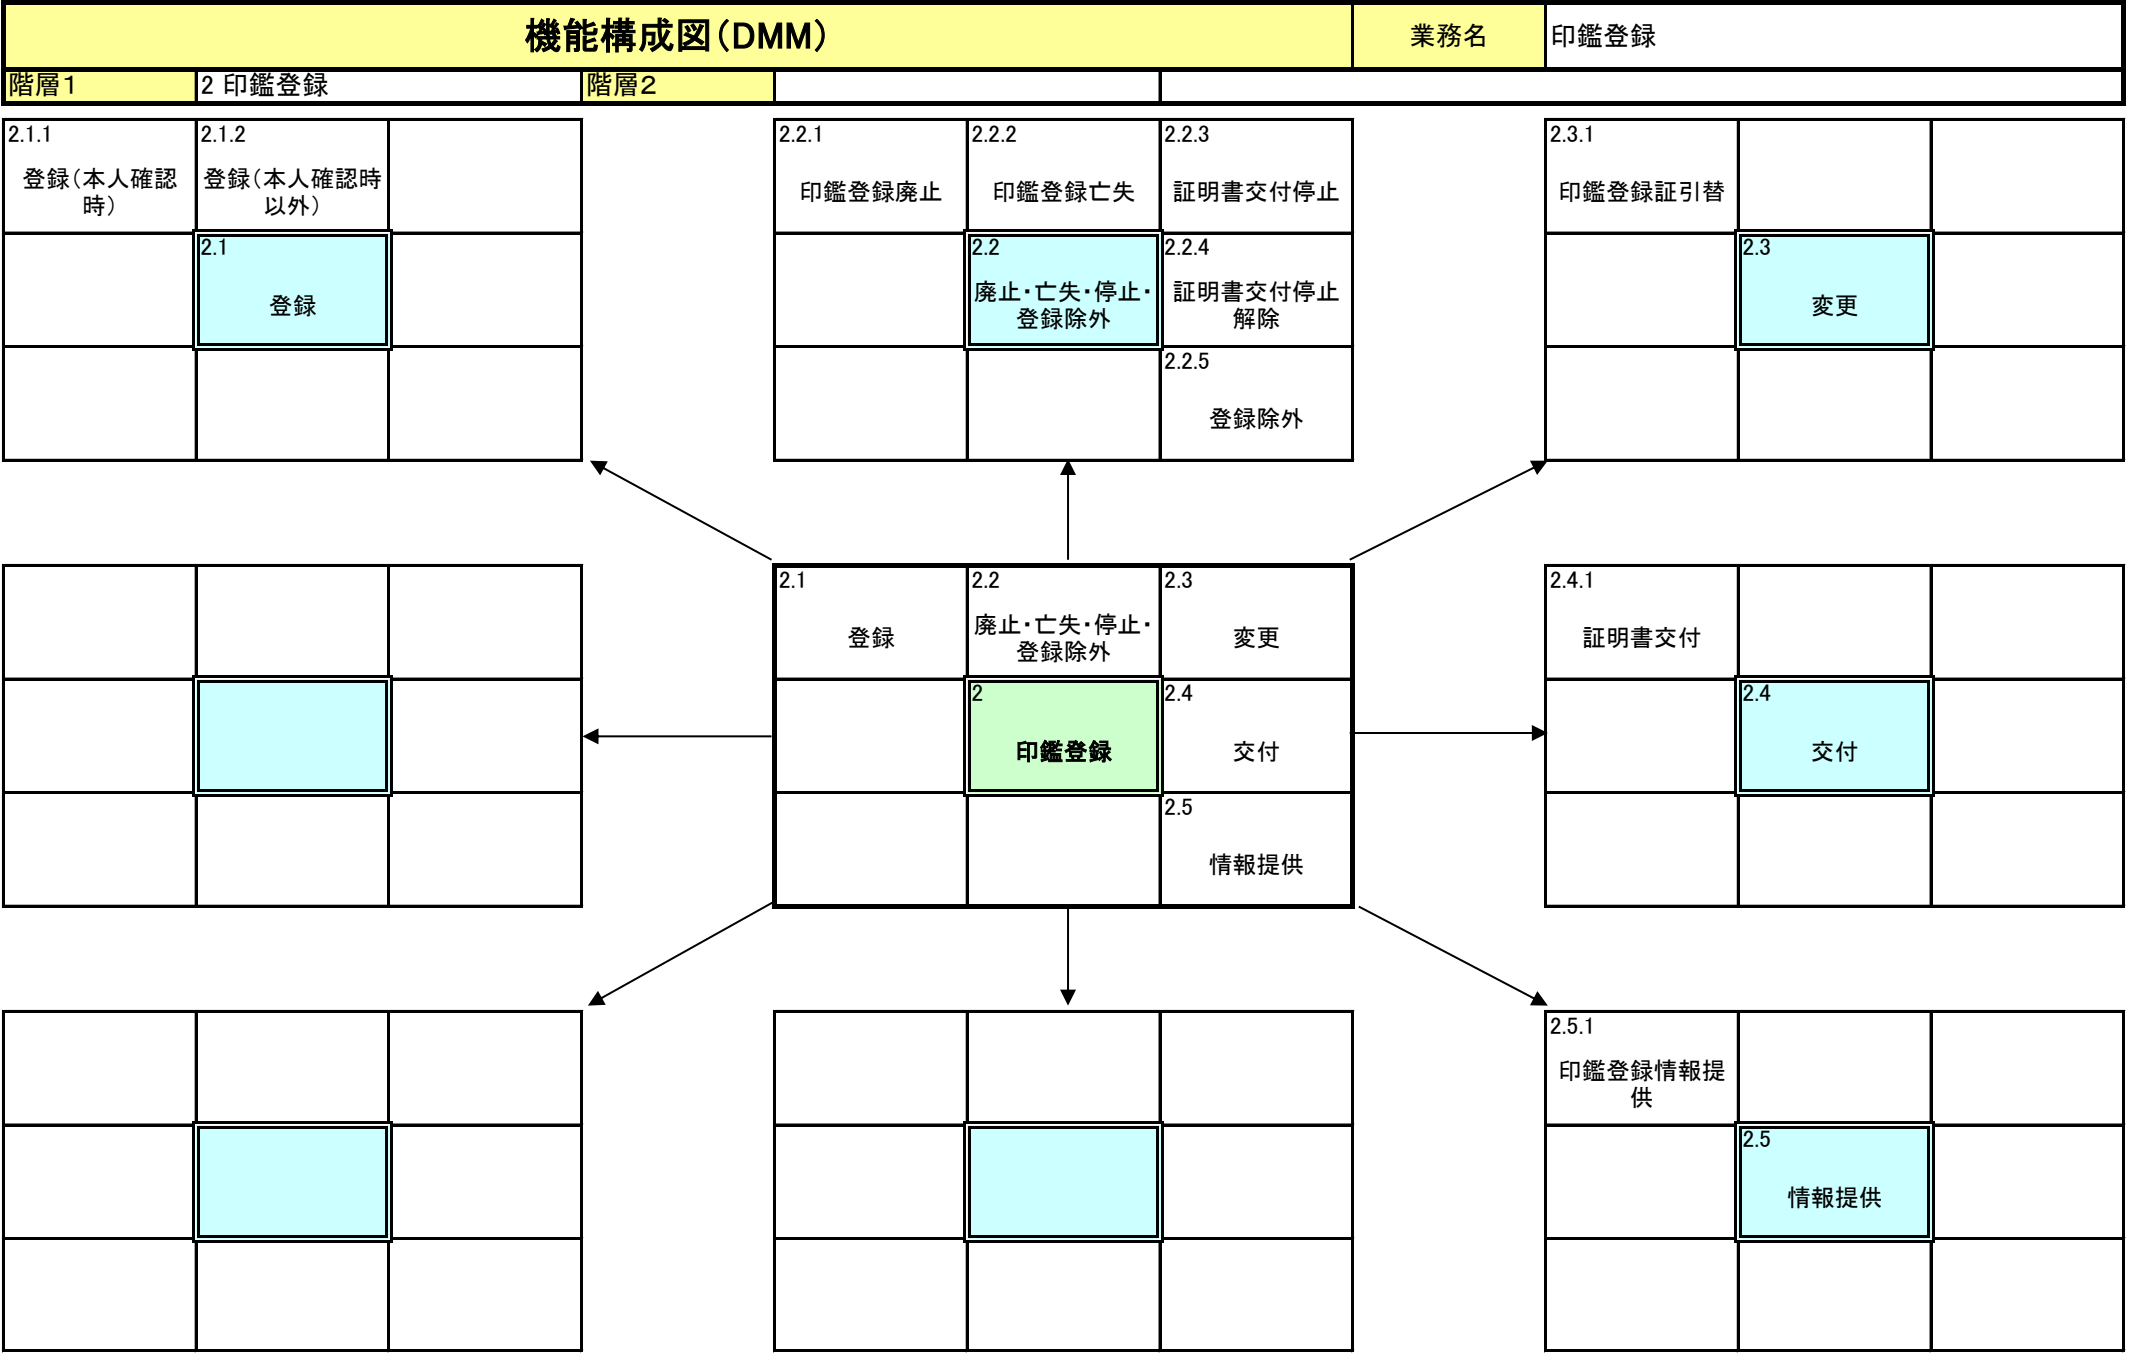 機能構成図（DMM）
業務名
印鑑登録
階層１
2 印鑑登録
階層２
2.1.1
登録（本人確認
時）
2.1.2
登録（本人確認時
以外）
2.1
登録
2.2.1
印鑑登録廃止
2.2.2
印鑑登録亡失
2.2.3
証明書交付停止
2.2
廃止・亡失・停止・
登録除外
2.2.4
証明書交付停止
解除
2.2.5
登録除外
2.3.1
印鑑登録証引替
2.3
変更
2.1
登録
2.2
廃止・亡失・停止・
登録除外
2.3
変更
2
印鑑登録
2.4
交付
2.5
情報提供
2.4.1
証明書交付
2.4
交付
2.5.1
印鑑登録情報提
供
2.5
情報提供